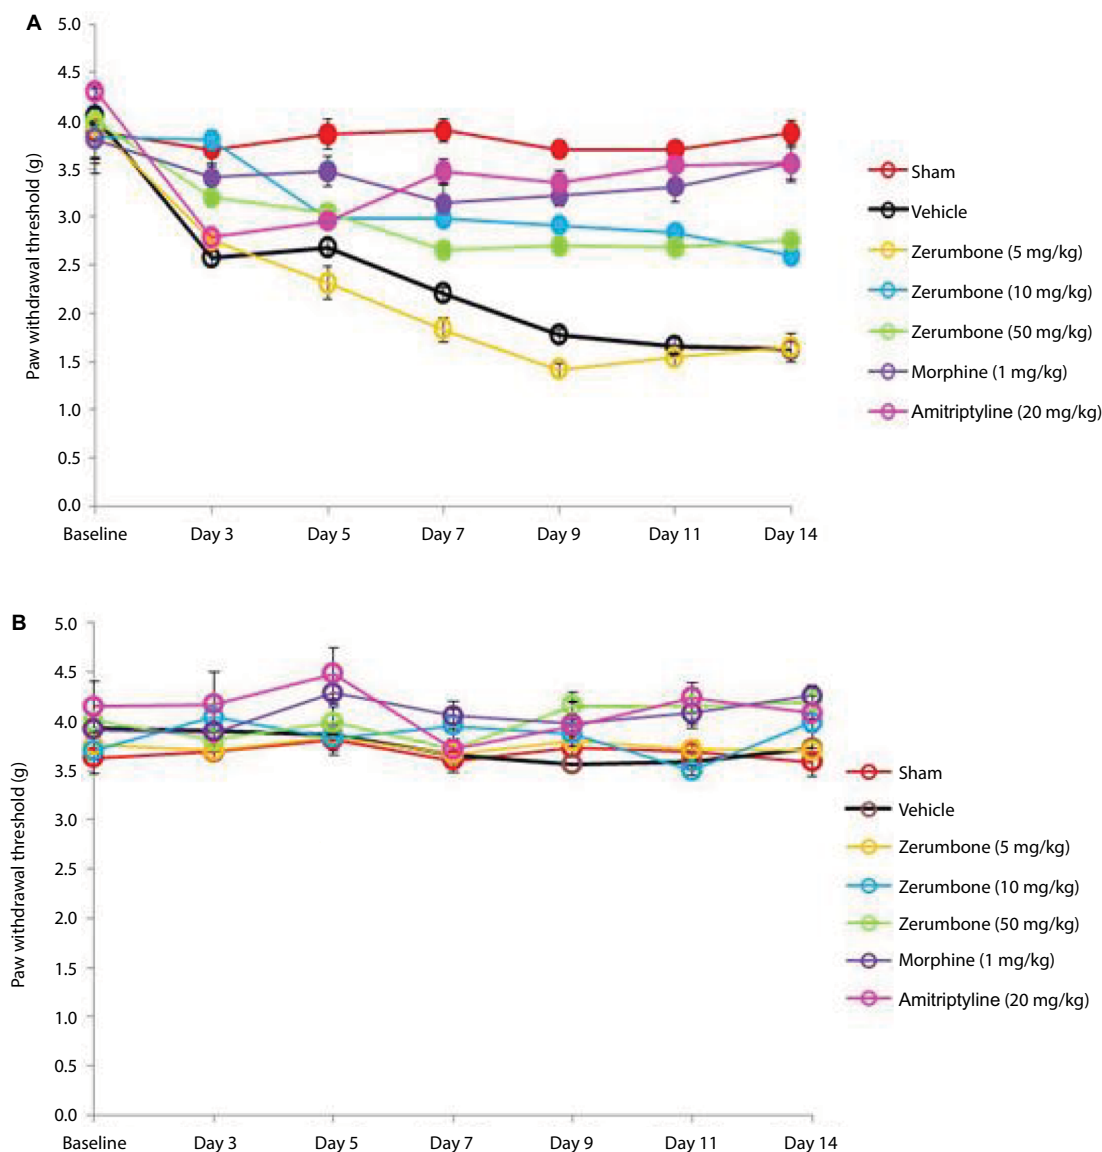 A
5.0
4.5
4.0
3.5
3.0
2.5
2.0
1.5
1.0
0.5
0.0
Paw withdrawal threshold (g)
Baseline Day 3 Day 5 Day 7 Day 9 Day 11 Day 14
Sham
Vehicle
Zerumbone (5 mg/kg)
Zerumbone (10 mg/kg)
Zerumbone (50 mg/kg)
Morphine (1 mg/kg)
Amitriptyline (20 mg/kg)
B
5.0
4.5
4.0
3.5
3.0
2.5
2.0
1.5
1.0
0.5
0.0
Paw withdrawal threshold (g)
Baseline Day 3 Day 5 Day 7 Day 9 Day 11 Day 14
Sham
Vehicle
Zerumbone (5 mg/kg)
Zerumbone (10 mg/kg)
Zerumbone (50 mg/kg)
Morphine (1 mg/kg)
Amitriptyline (20 mg/kg)